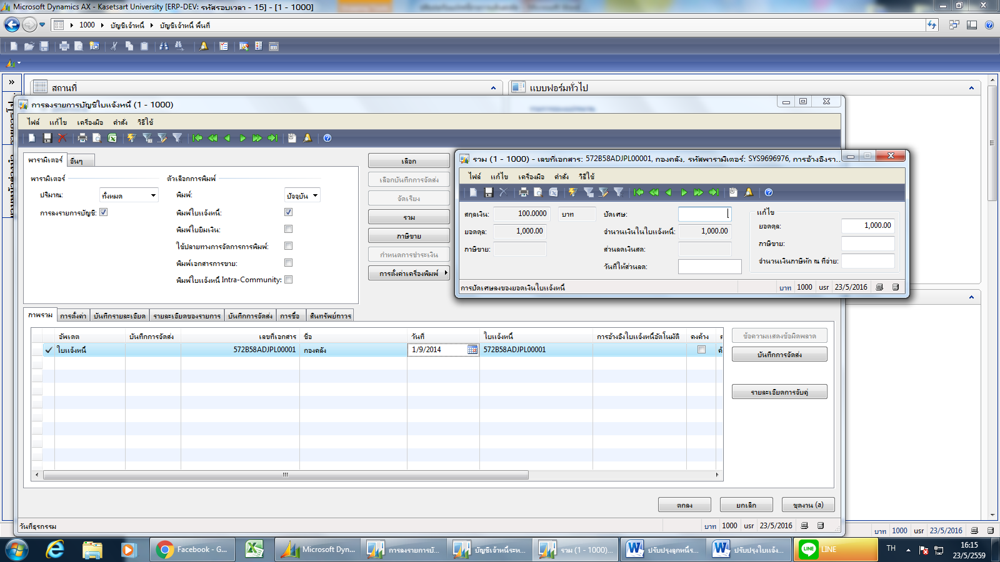 Microsoft Dynamics AX - Kasetsart University [ERP-DEV: รหัสรอบเวลา - 15] - [1 - 1000]
1000 บัญชีเจ้าหนี้ บัญชีเจ้าหนี้ พื้นที่
สถานที่
แบบฟอร์มทั่วไป
การลงรายการบัญชีใบแจ้งหนี้ (1 - 1000)
ไฟล์ แก้ไข เครื่องมือ คำสั่ง วิธีใช้
พารามิเตอร์ อื่นๆ
พารามิเตอร์
ปริมาณ: ทั้งหมด
การลงรายการบัญชี:
ตัวเลือกการพิมพ์
พิมพ์: ปัจจุบัน
พิมพ์ใบแจ้งหนี้:
พิมพ์ใบยืมเงิน:
ใช้ปลายทางการจัดการการพิมพ์:
พิมพ์เอกสารการขาย:
พิมพ์ใบแจ้งหนี้ Intra-Community:
เลือก
เลือกบันทึกการจัดส่ง
จัดเรียง
รวม
ภาษีขาย
กำหนดการชำระเงิน
การตั้งค่าเครื่องพิมพ์
รวม (1 - 1000) - เลขที่เอกสาร: 572B58ADJPL00001, กองคลัง, รหัสพารามิเตอร์: SYS9696976, การอ้างอิงรา...
ไฟล์ แก้ไข เครื่องมือ คำสั่ง วิธีใช้
สกุลเงิน: 100.0000 บาท
ยอดดุล: 1,000.00
ภาษีขาย:
ปัดเศษ:
จำนวนเงินในใบแจ้งหนี้: 1,000.00
ส่วนลดเงินสด:
วันที่ให้ส่วนลด:
แก้ไข
ยอดดุล: 1,000.00
ภาษีขาย:
จำนวนเงินภาษีหัก ณ ที่จ่าย:
การปัดเศษลงของยอดเงินใบแจ้งหนี้ บาท 1000 usr 23/5/2016
ภาพรวม การตั้งค่า บันทึกรายละเอียด รายละเอียดของรายการ บันทึกการจัดส่ง การซื้อ สินทรัพย์ถาวร
อัพเดต บันทึกการจัดส่ง เลขที่เอกสาร ชื่อ วันที่ ใบแจ้งหนี้ การอ้างอิงใบแจ้งหนี้อัตโนมัติ คงค้าง
ใบแจ้งหนี้ 572B58ADJPL00001 กองคลัง 1/9/2014 572B58ADJPL00001
ข้อความแสดงข้อผิดพลาด
บันทึกการจัดส่ง
รายละเอียดการจับคู่
ตกลง ยกเลิก ชุดงาน (a)
วันที่ธุรกรรม บาท 1000 usr 23/5/2016
บาท 1000 usr 23/5/2016
Facebook - G... Microsoft Dyn... การลงรายการบั... บัญชีเจ้าหนี้ระห... รวม (1 - 1000)... ปรับปรุงลูกหนี้ร... ปรับปรุงใบแจ้ง... LINE TH 16:15
23/5/2559